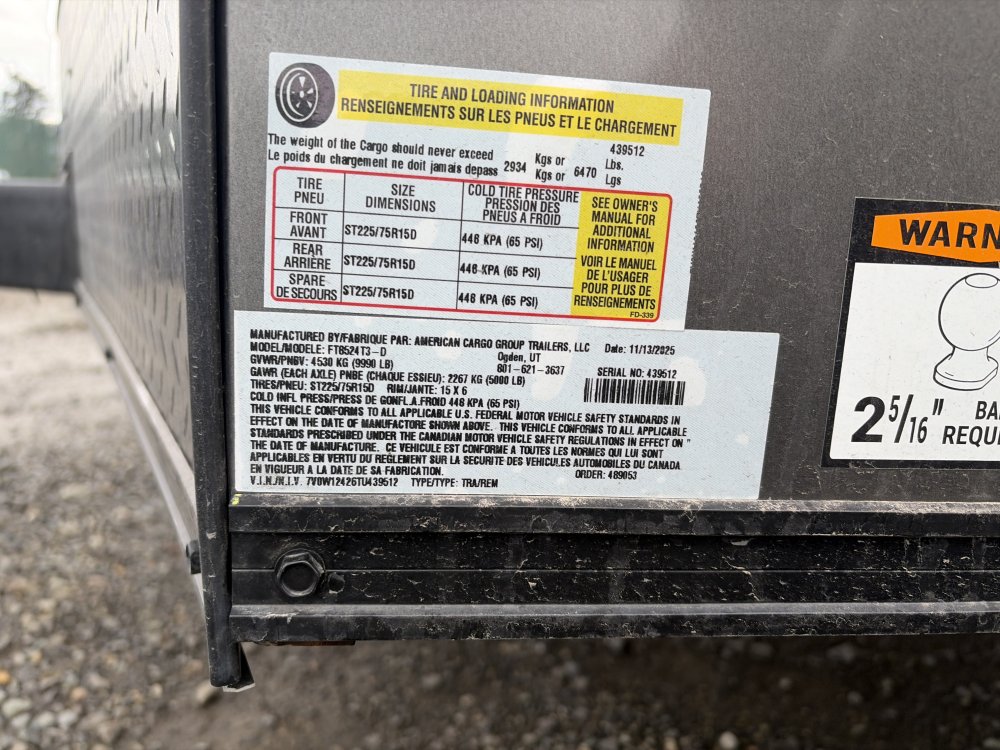 TIRE AND LOADING INFORMATION
RENSEIGNEMENTS SUR LES PNEUS ET LE CHARGEMENT
439512
The weight of the Cargo should never exceed Kgs or Lbs.
Le poids du chargement ne doit jamais depass 2934 Kgs or 6470 Lgs
TIRE PNEU
SIZE DIMENSIONS
COLD TIRE PRESSURE PRESSION DES PNEUS A FROID
FRONT AVANT
ST225/75R15D
448 KPA (65 PSI)
REAR ARRIÈRE
ST225/75R15D
448 KPA (65 PSI)
SPARE DE SECOURS
ST225/75R15D
448 KPA (65 PSI)
SEE OWNER'S
MANUAL FOR
ADDITIONAL
INFORMATION
VOIR LE MANUEL
DE L'USAGER
POUR PLUS DE
RENSEIGNEMENTS
FD-339
MANUFACTURED BY/FABRIQUE PAR: AMERICAN CARGO GROUP TRAILERS, LLC Date: 11/13/2025
MODEL/MODELE: FT8524T3-D Ogden, UT
GVWR/PNBV: 4530 KG (9990 LB) 801-621-3637 SERIAL NO: 439512
GAWR (EACH AXLE) PNBE (CHAQUE ESSIEU): 2267 KG (5000 LB)
TIRES/PNEU: ST225/75R15D RIM/JANTE: 15 X 6
COLD INFL PRESS/PRESS DE GONFL.A.FROID 448 KPA (65 PSI)
THIS VEHICLE CONFORMS TO ALL APPLICABLE U.S. FEDERAL MOTOR VEHICLE SAFETY STANDARDS IN
EFFECT ON THE DATE OF MANUFACTORE SHOWN ABOVE. THIS VEHICLE CONFORMS TO ALL APPLICABLE
STANDARDS PRESCRIBED UNDER THE CANADIAN MOTOR VEHICLE SAFETY REGULATIONS IN EFFECT ON "
THE DATE OF MANUFACTURE. CE VEHICULE EST CONFORME A TOUTES LES NORMES QUI LUI SONT
APPLICABLES EN VERTU DU REGLEMENT SUR LA SECURITE DES VEHICULES AUTOMOBILES DU CANADA
EN VIGUEUR A LA DATE DE SA FABRICATION. ORDER: 489053
V.I.N./N.I.V. 7V0W12426TU439512 TYPE/TYPE: TRA/REM
WARN
2 5/16" BA
REQU